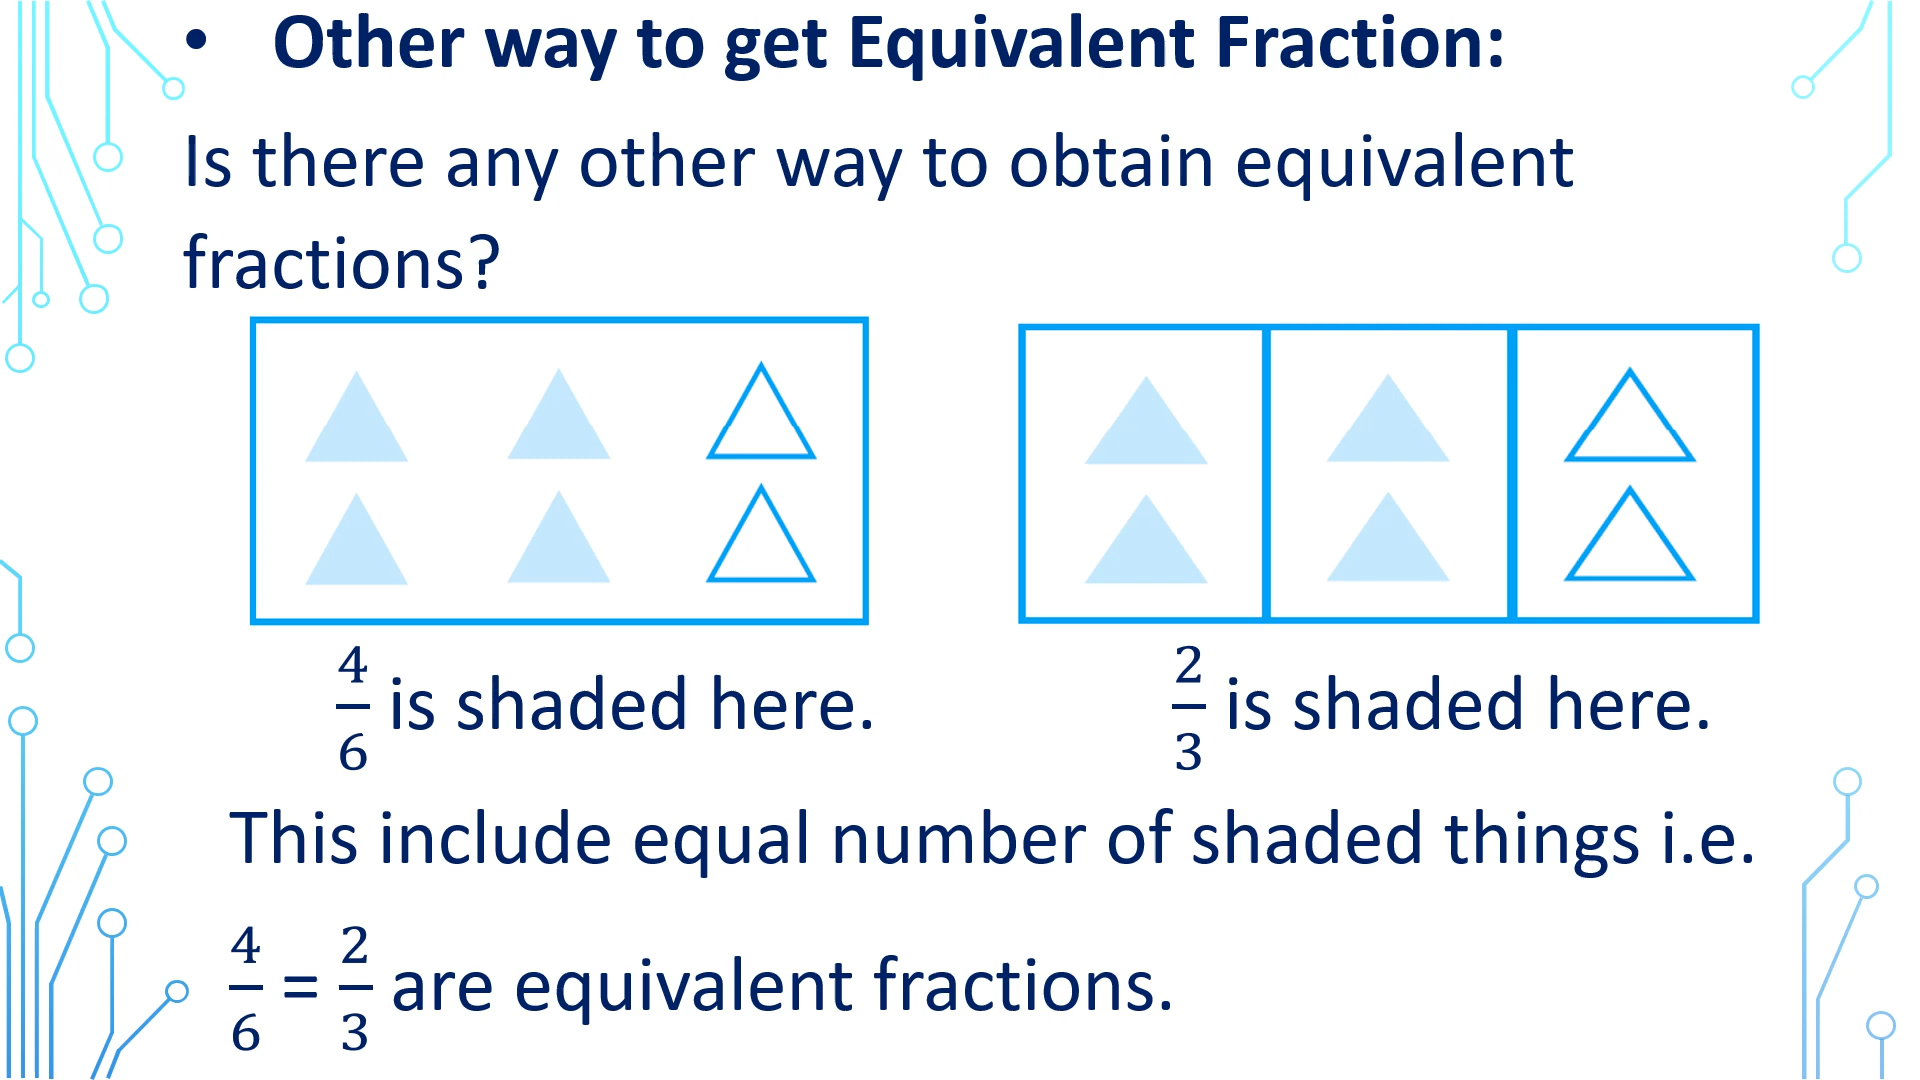 • Other way to get Equivalent Fraction:
Is there any other way to obtain equivalent
fractions?
4/6 is shaded here. 2/3 is shaded here.
This include equal number of shaded things i.e.
4/6 = 2/3 are equivalent fractions.